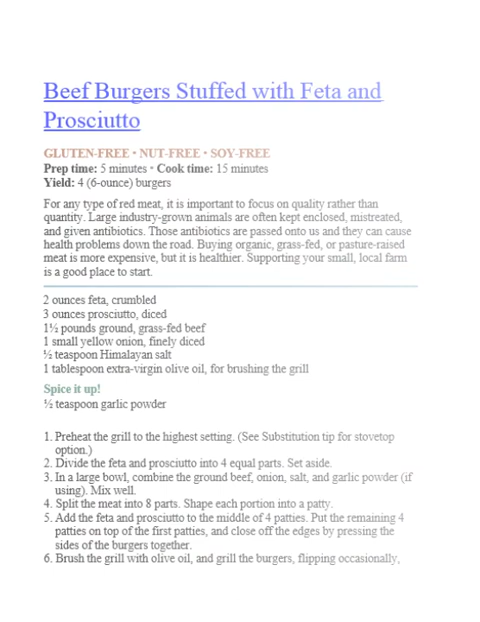 Beef Burgers Stuffed with Feta and
Prosciutto
GLUTEN-FREE • NUT-FREE • SOY-FREE
Prep time: 5 minutes • Cook time: 15 minutes
Yield: 4 (6-ounce) burgers
For any type of red meat, it is important to focus on quality rather than
quantity. Large industry-grown animals are often kept enclosed, mistreated,
and given antibiotics. Those antibiotics are passed onto us and they can cause
health problems down the road. Buying organic, grass-fed, or pasture-raised
meat is more expensive, but it is healthier. Supporting your small, local farm
is a good place to start.
2 ounces feta, crumbled
3 ounces prosciutto, diced
1½ pounds ground, grass-fed beef
1 small yellow onion, finely diced
½ teaspoon Himalayan salt
1 tablespoon extra-virgin olive oil, for brushing the grill
Spice it up!
½ teaspoon garlic powder
1. Preheat the grill to the highest setting. (See Substitution tip for stovetop
option.)
2. Divide the feta and prosciutto into 4 equal parts. Set aside.
3. In a large bowl, combine the ground beef, onion, salt, and garlic powder (if
using). Mix well.
4. Split the meat into 8 parts. Shape each portion into a patty.
5. Add the feta and prosciutto to the middle of 4 patties. Put the remaining 4
patties on top of the first patties, and close off the edges by pressing the
sides of the burgers together.
6. Brush the grill with olive oil, and grill the burgers, flipping occasionally,